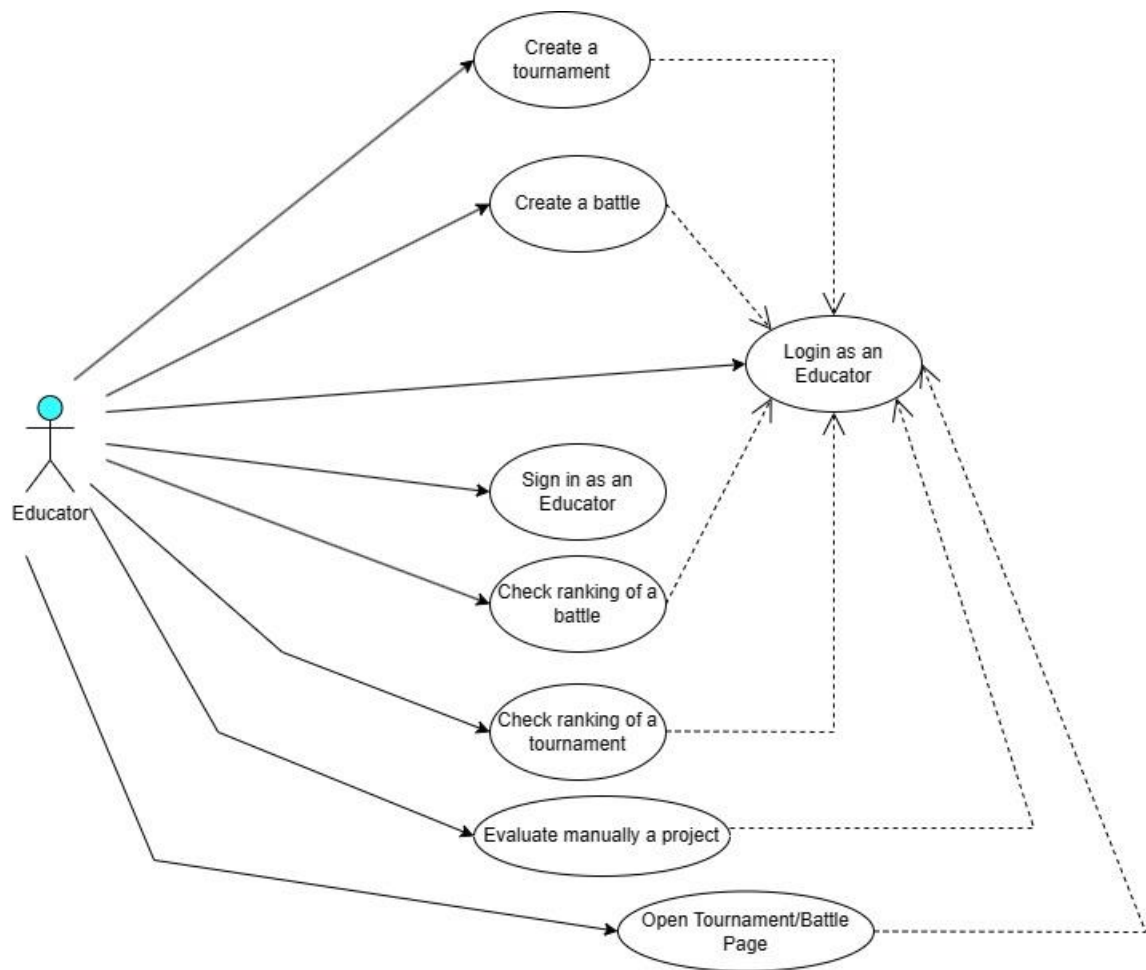 Create a
tournament
Create a battle
Login as an
Educator
Sign in as an
Educator
Educator
Check ranking of a
battle
Check ranking of a
tournament
Evaluate manually a project
Open Tournament/Battle
Page